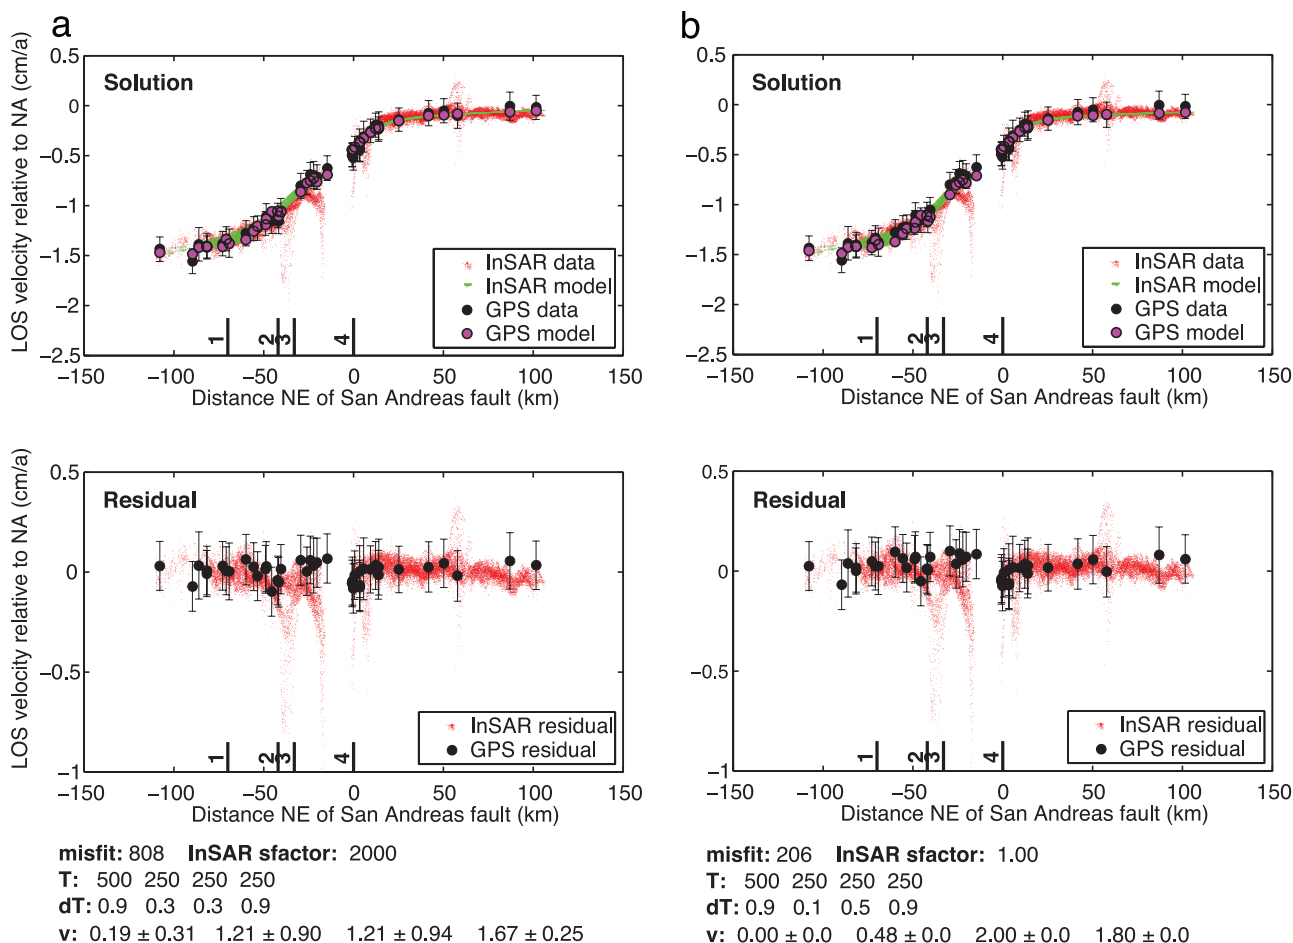 a
LOS velocity relative to NA (cm/a)
0.5
0
−0.5
−1
−1.5
−2
−2.5
Solution
InSAR data
InSAR model
GPS data
GPS model
1
2
3
4
−150
−100
−50
0
50
100
150
Distance NE of San Andreas fault (km)
b
0.5
0
−0.5
−1
−1.5
−2
−2.5
Solution
InSAR data
InSAR model
GPS data
GPS model
1
2
3
4
−150
−100
−50
0
50
100
150
Distance NE of San Andreas fault (km)
LOS velocity relative to NA (cm/a)
0.5
0
−0.5
−1
Residual
InSAR residual
GPS residual
1
2
3
4
−150
−100
−50
0
50
100
150
Distance NE of San Andreas fault (km)
0.5
0
−0.5
−1
Residual
InSAR residual
GPS residual
1
2
3
4
−150
−100
−50
0
50
100
150
Distance NE of San Andreas fault (km)
misfit: 808 InSAR sfactor: 2000
T: 500 250 250 250
dT: 0.9 0.3 0.3 0.9
v: 0.19 ± 0.31 1.21 ± 0.90 1.21 ± 0.94 1.67 ± 0.25
misfit: 206 InSAR sfactor: 1.00
T: 500 250 250 250
dT: 0.9 0.1 0.5 0.9
v: 0.00 ± 0.0 0.48 ± 0.0 2.00 ± 0.0 1.80 ± 0.0